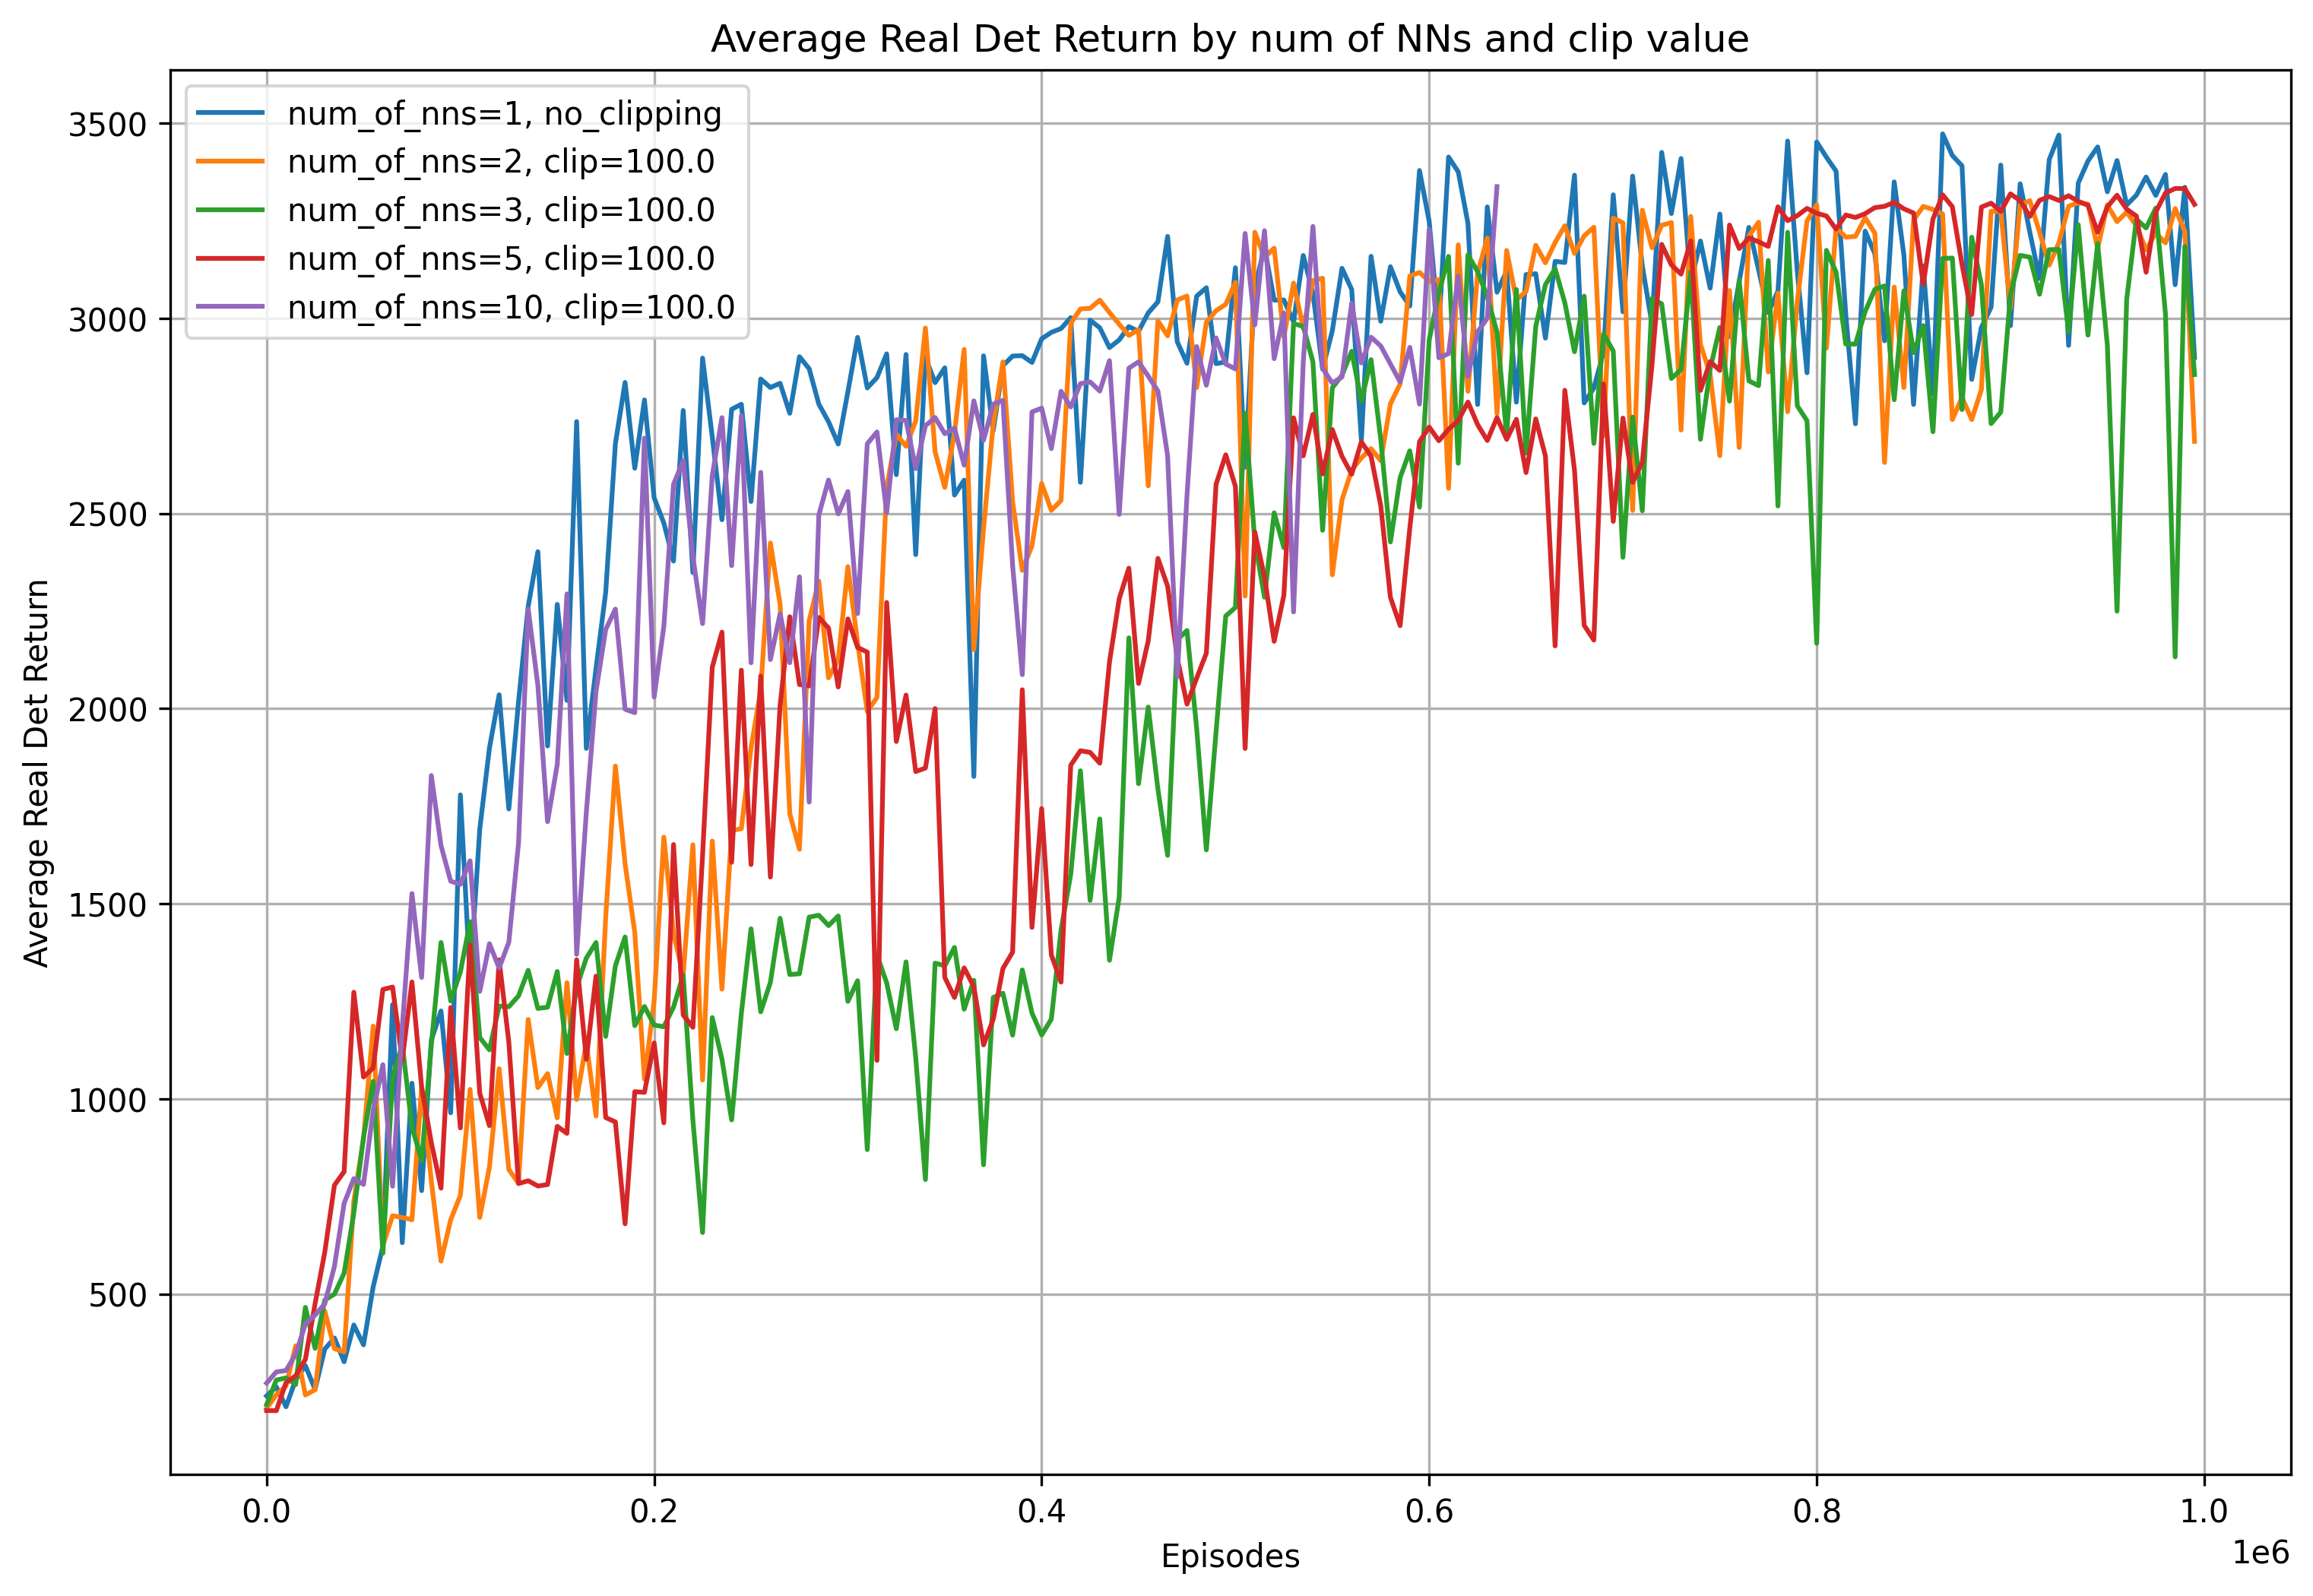 Average Real Det Return by num of NNs and clip value
num_of_nns=1, no_clipping
num_of_nns=2, clip=100.0
num_of_nns=3, clip=100.0
num_of_nns=5, clip=100.0
num_of_nns=10, clip=100.0
Average Real Det Return
3500
3000
2500
2000
1500
1000
500
0.0 0.2 0.4 0.6 0.8 1.0
1e6
Episodes